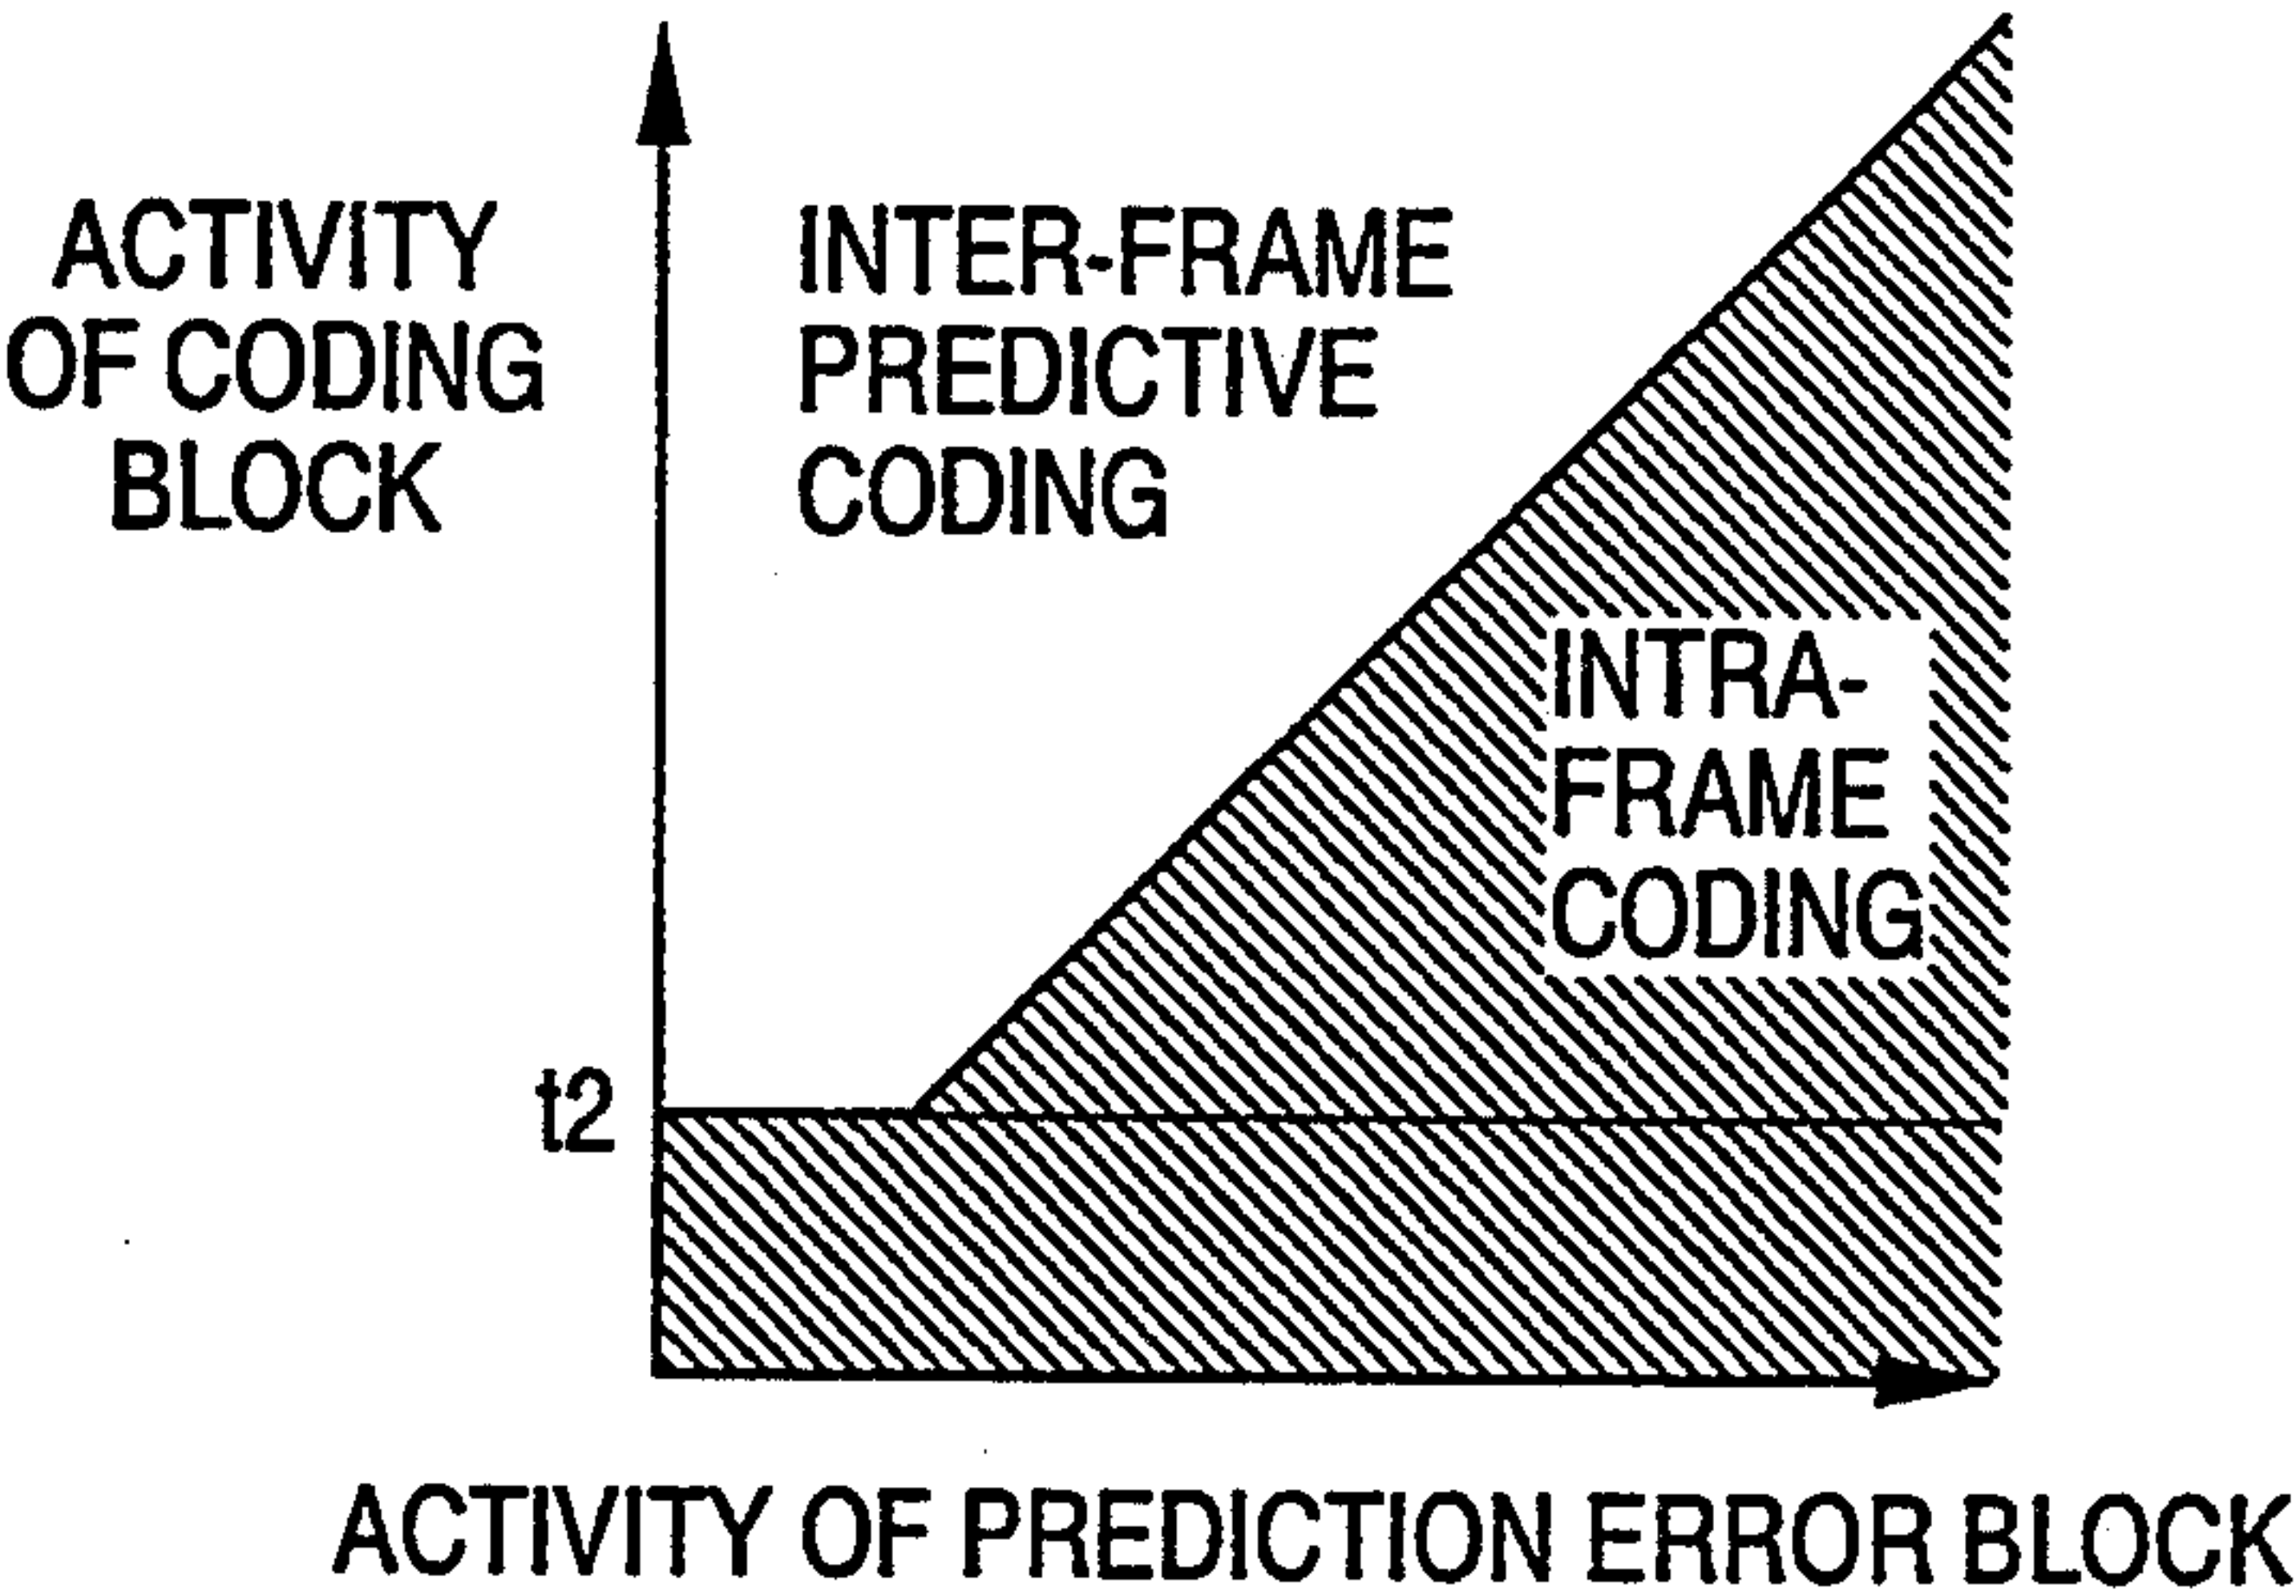 ACTIVITY
OF CODING
BLOCK
INTER-FRAME
PREDICTIVE
CODING
INTRA-
FRAME
CODING
t2
ACTIVITY OF PREDICTION ERROR BLOCK